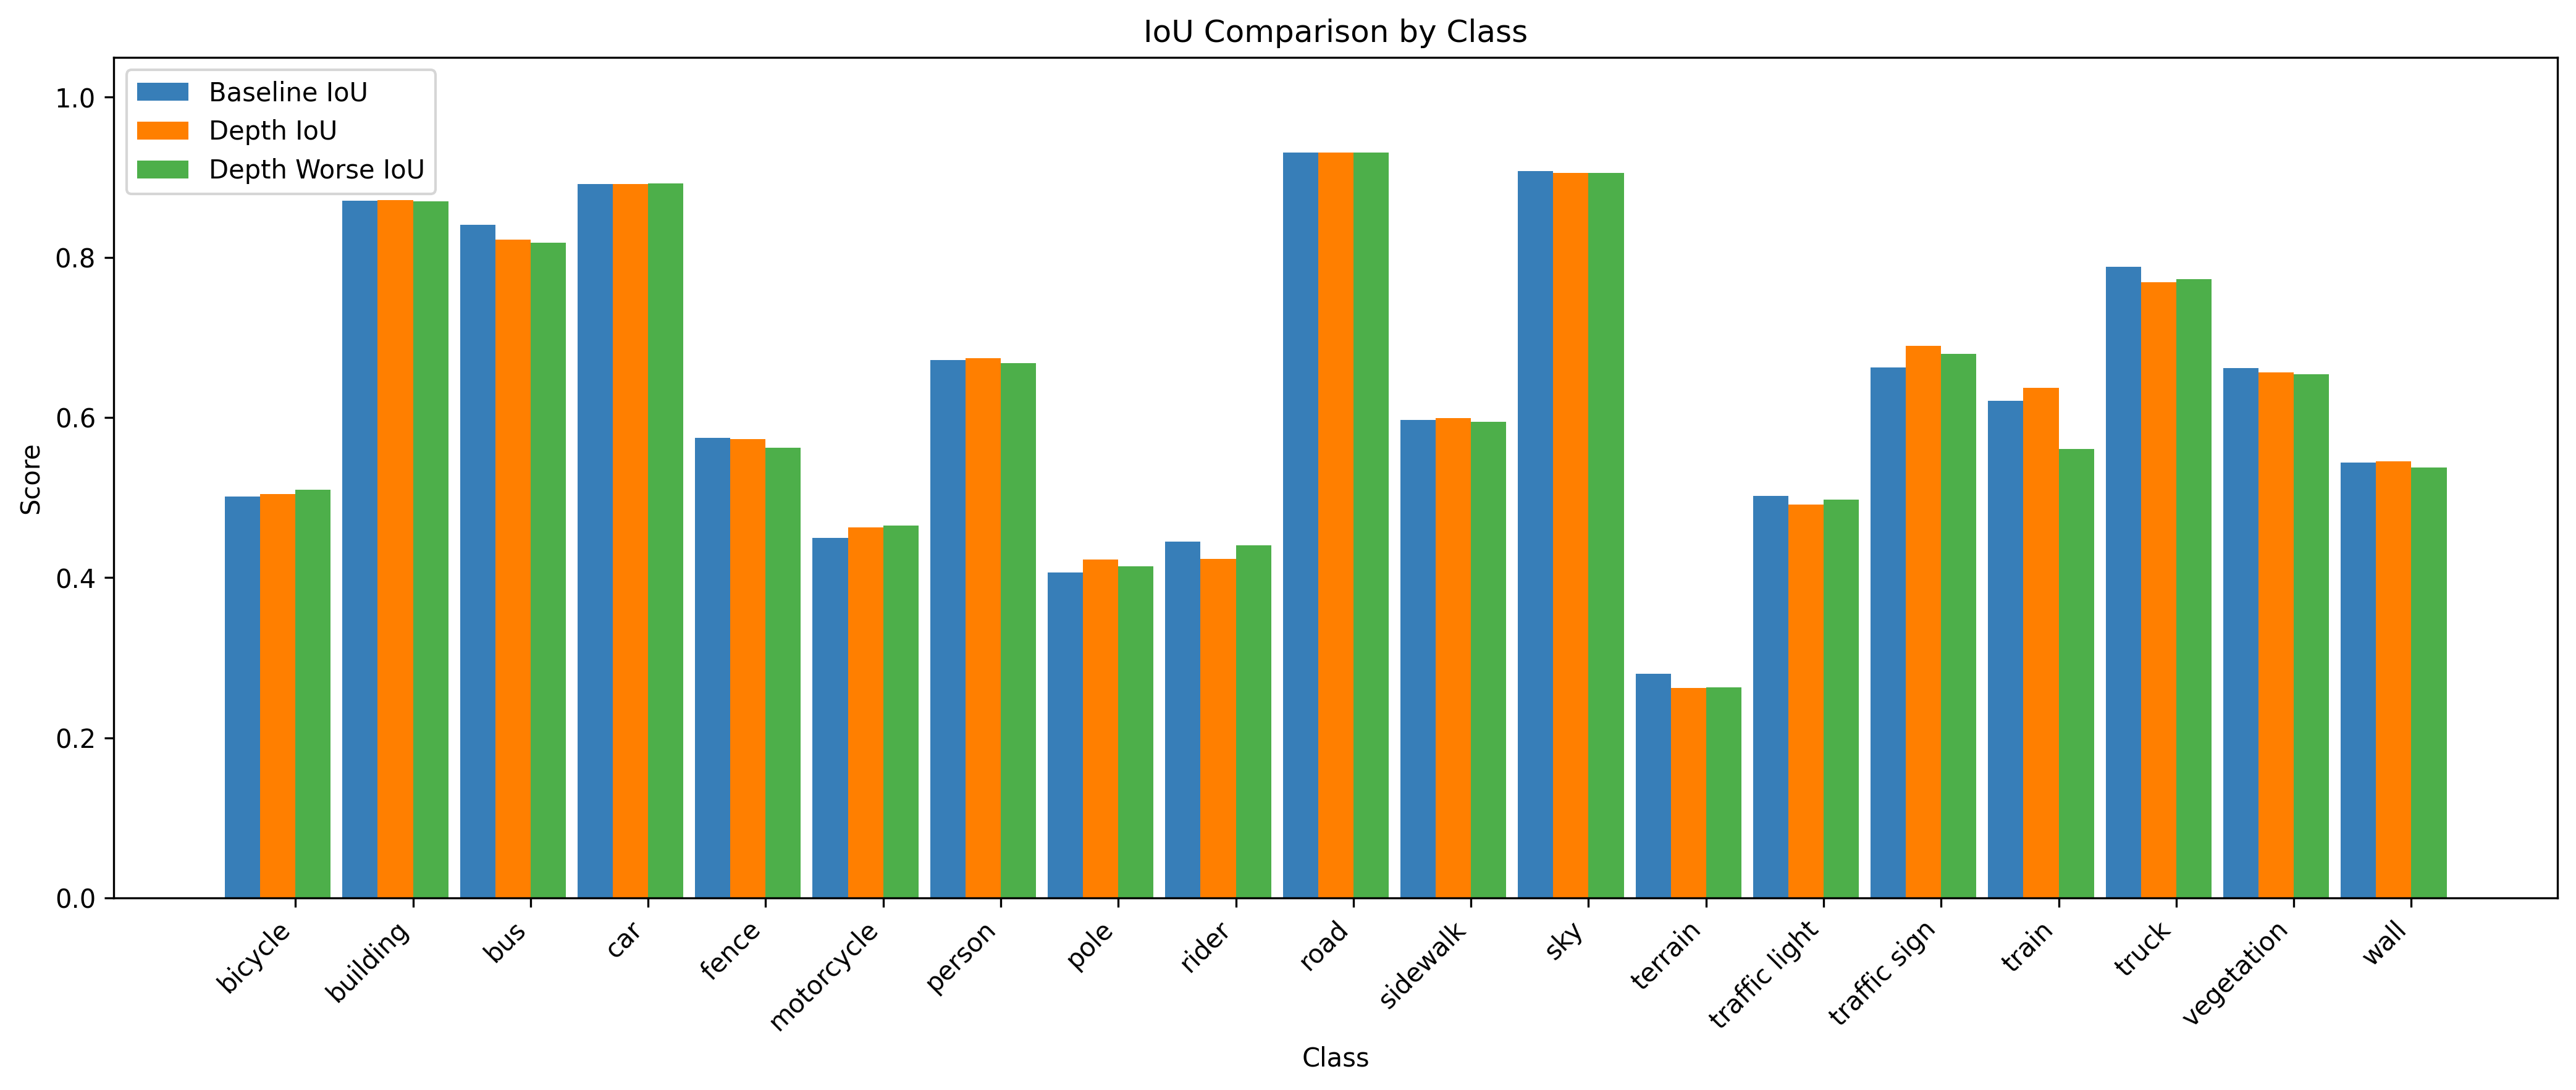 IoU Comparison by Class
Baseline IoU
Depth IoU
Depth Worse IoU
Score
1.0
0.8
0.6
0.4
0.2
0.0
bicycle
building
bus
car
fence
motorcycle
person
pole
rider
road
sidewalk
sky
terrain
traffic light
traffic sign
train
truck
vegetation
wall
Class